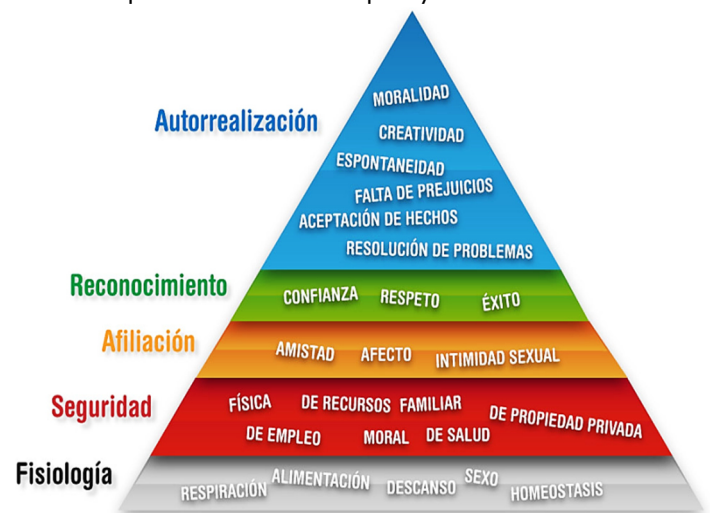 Autorrealización
MORALIDAD
CREATIVIDAD
ESPONTANEIDAD
FALTA DE PREJUICIOS
ACEPTACIÓN DE HECHOS
RESOLUCIÓN DE PROBLEMAS
Reconocimiento
CONFIANZA RESPETO ÉXITO
Afiliación
AMISTAD AFECTO INTIMIDAD SEXUAL
Seguridad
FÍSICA DE RECURSOS FAMILIAR DE PROPIEDAD PRIVADA
DE EMPLEO MORAL DE SALUD
Fisiología
RESPIRACIÓN ALIMENTACIÓN DESCANSO SEXO HOMEOSTASIS